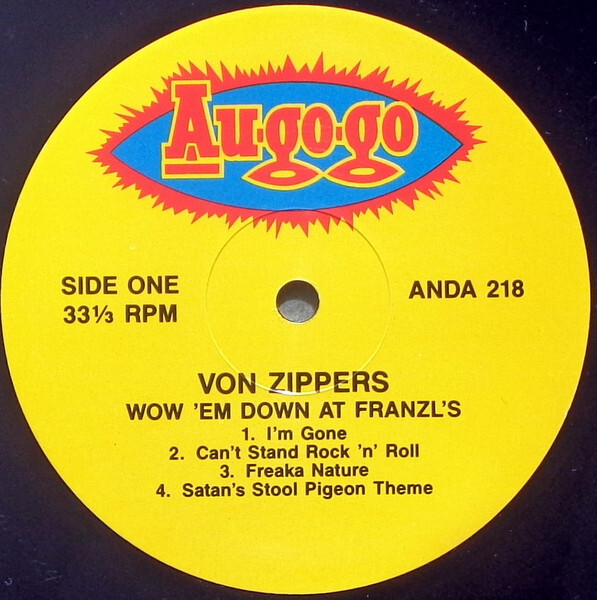 Au·go·go
SIDE ONE
33⅓ RPM
ANDA 218
VON ZIPPERS
WOW 'EM DOWN AT FRANZL'S
1. I'm Gone
2. Can't Stand Rock 'n' Roll
3. Freaka Nature
4. Satan's Stool Pigeon Theme